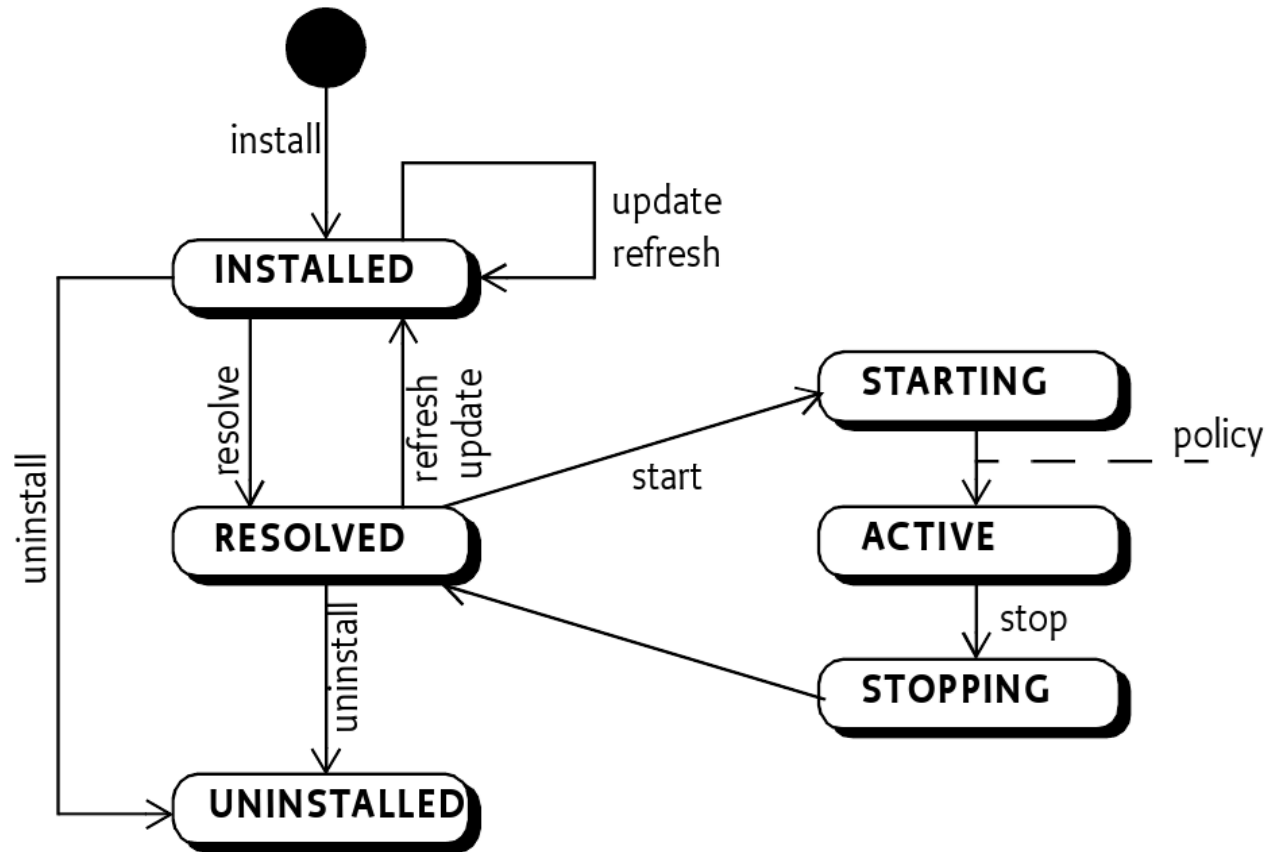 install
update
refresh
INSTALLED
resolve
refresh
update
STARTING
policy
start
uninstall
RESOLVED
ACTIVE
stop
uninstall
STOPPING
UNINSTALLED